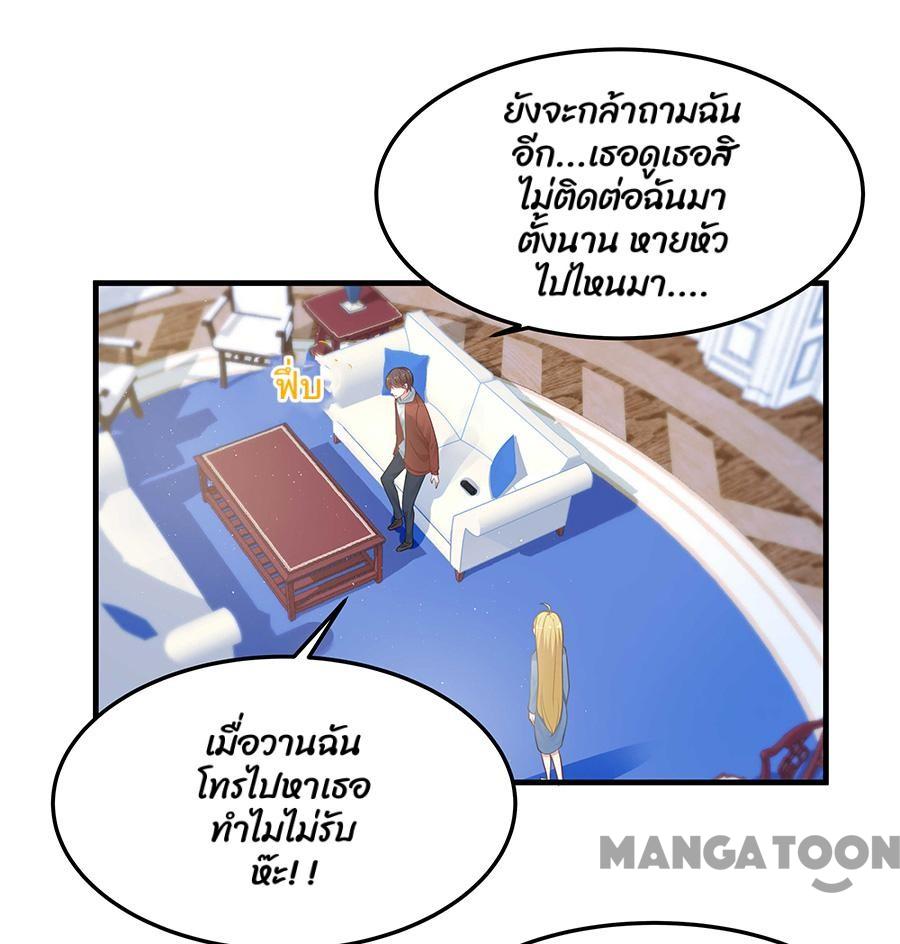 ยังจะกล้าถามฉัน
อีก...เธอดูเธอสิ
ไม่ติดต่อฉันมา
ตั้งนาน หายหัว
ไปไหนมา....
ฟึ่บ
เมื่อวานฉัน
โทรไปหาเธอ
ทำไมไม่รับ
ห๊ะ!!
MANGATOON